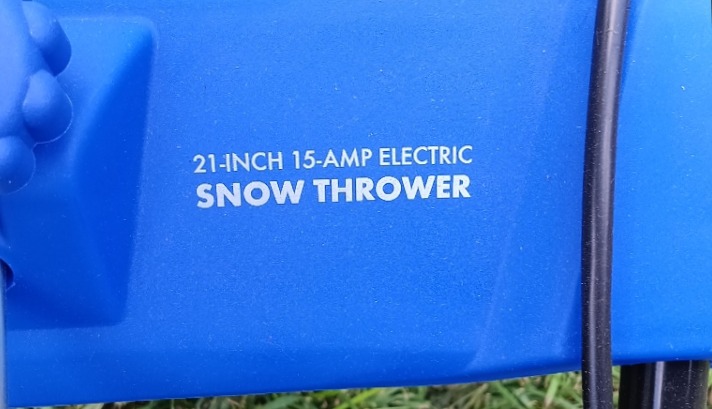 21-INCH 15-AMP ELECTRIC
SNOW THROWER